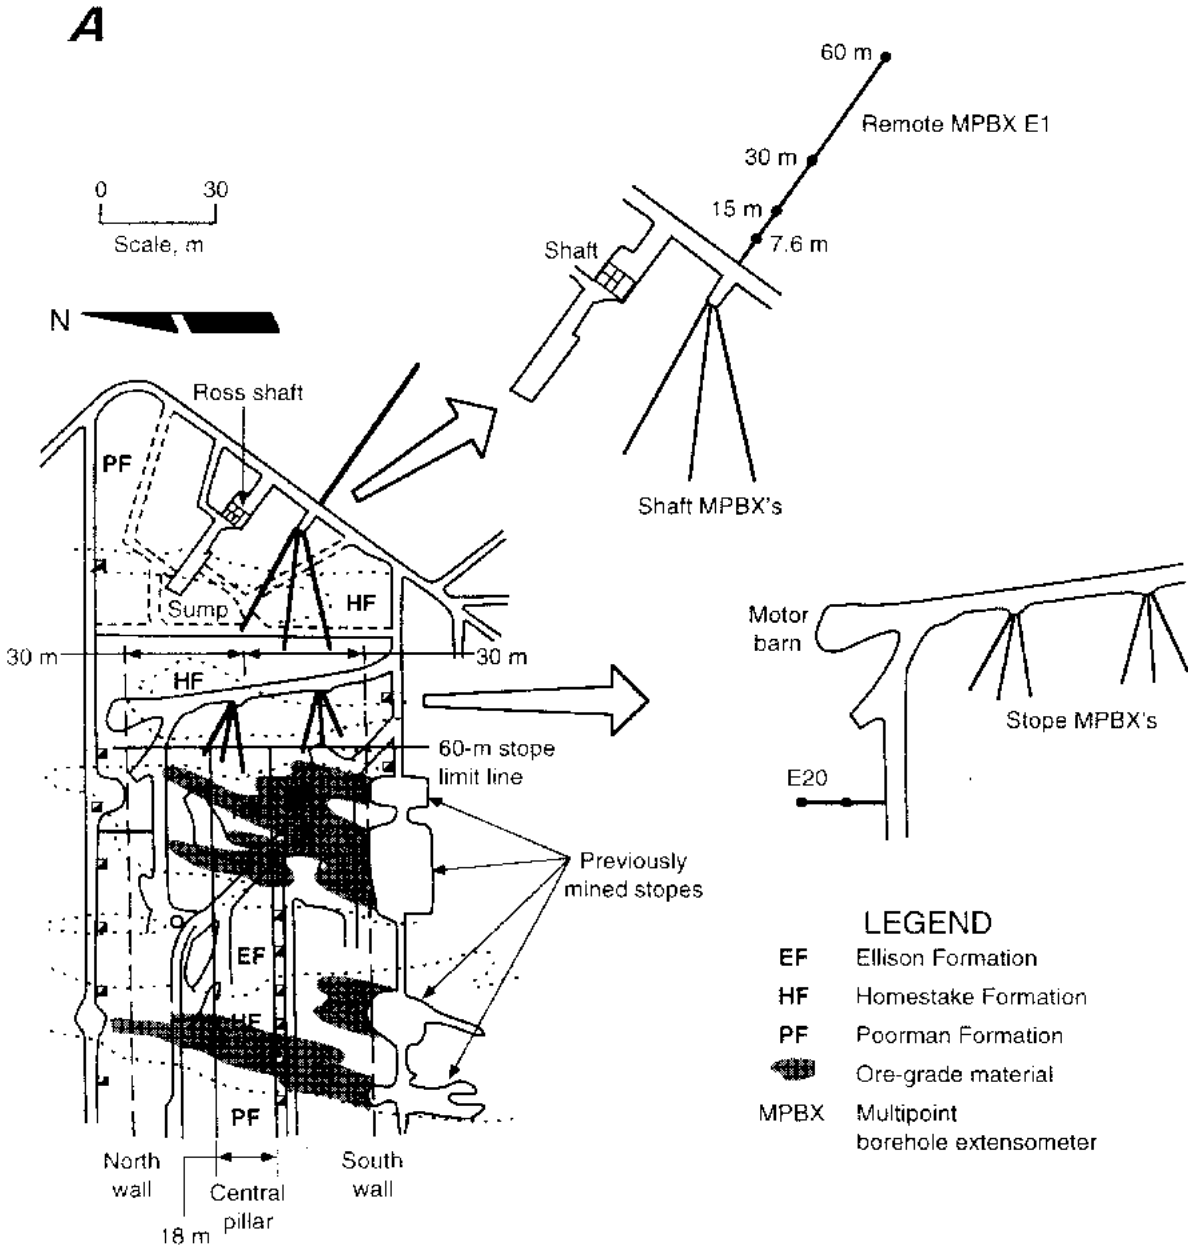 A
60 m
Remote MPBX E1
30 m
0 30
15 m
Scale, m
7.6 m
Shaft
N
Ross shaft
PF
Shaft MPBX's
HF
Sump
Motor
barn
30 m
30 m
HF
Stope MPBX's
60-m stope
limit line
E20
Previously
mined stopes
LEGEND
EF Ellison Formation
HF Homestake Formation
PF Poorman Formation
Ore-grade material
MPBX Multipoint
borehole extensometer
EF
HF
PF
North
wall
South
wall
Central
pillar
18 m